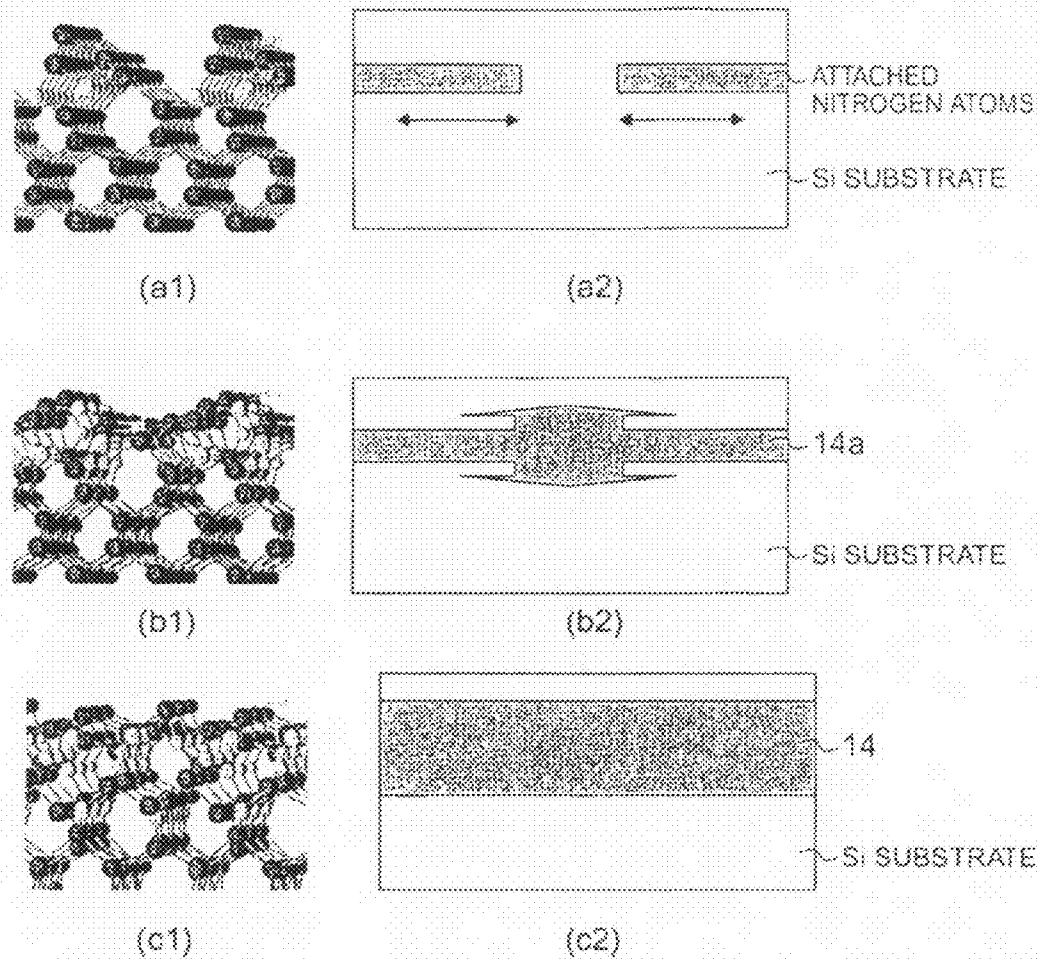 ATTACHED
NITROGEN ATOMS
Si SUBSTRATE
(a1)
(a2)
14a
Si SUBSTRATE
(b1)
(b2)
14
Si SUBSTRATE
(c1)
(c2)